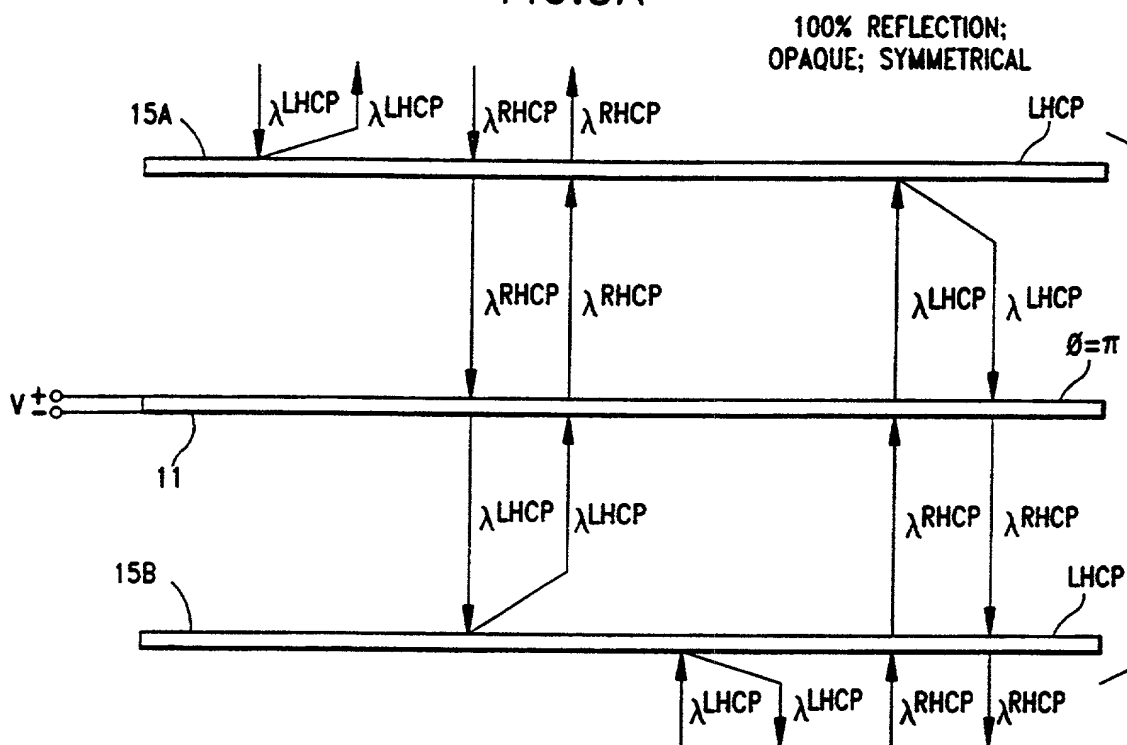 100% REFLECTION;
OPAQUE; SYMMETRICAL
15A
λLHCP
λLHCP
λRHCP
λRHCP
LHCP
λRHCP
λRHCP
λLHCP
λLHCP
Ø=π
V + -
11
λLHCP
λLHCP
λRHCP
λRHCP
15B
LHCP
λLHCP
λLHCP
λRHCP
λRHCP